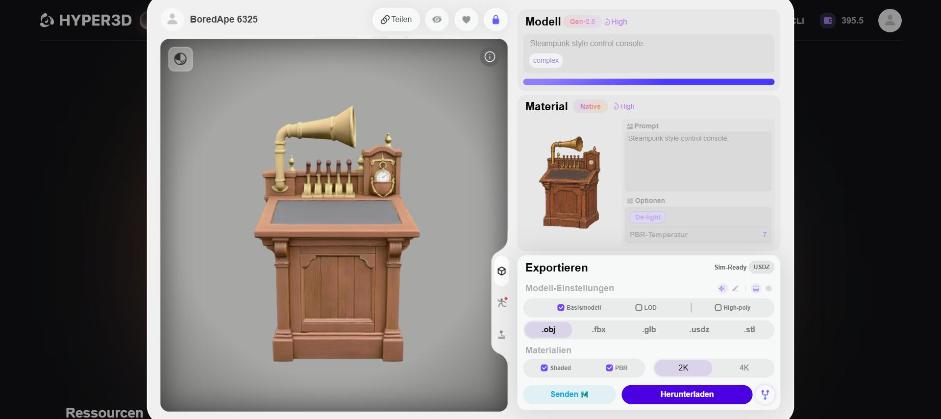 HYPER3D
BoredApe 6325
Teilen
Modell Gen-2.5 High
Steampunk style control console.
complex
Material Native High
Prompt
Steampunk style control console.
Optionen
De-light
PBR-Temperatur 7
Exportieren Sim-Ready USDZ
Modell-Einstellungen
Basismodell LOD High-poly
.obj .fbx .glb .usdz .stl
Materialien
Shaded PBR 2K 4K
Senden Herunterladen
395.5
Ressourcen